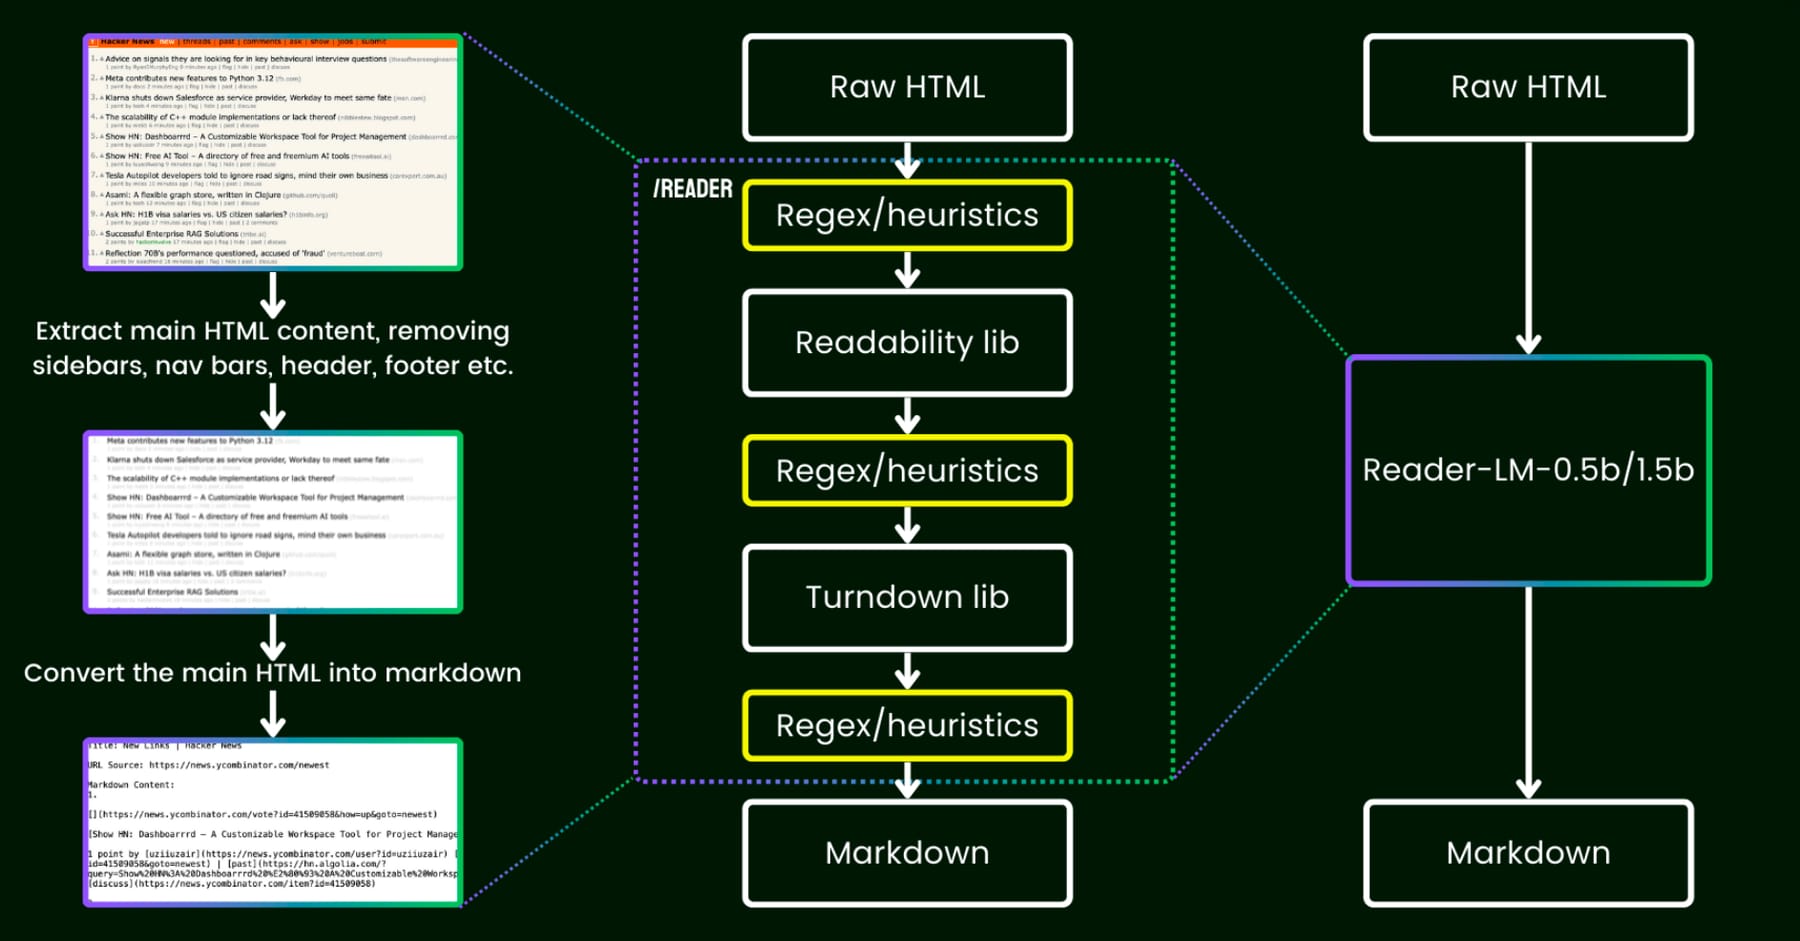 Hacker News new | threads | past | comments | ask | show | jobs | submit
1. Advice on signals they are looking for in key behavioural interview questions
2. Meta contributes new features to Python 3.12 (fb.com)
3. Klarna shuts down Salesforce as service provider, Workday to meet same fate
4. The scalability of C++ module implementations or lack thereof
5. Show HN: Dashboarrrd – A Customizable Workspace Tool for Project Management
6. Show HN: Free AI Tool – A directory of free and freemium AI tools
7. Tesla Autopilot developers told to ignore road signs, mind their own business (carexpert.com.au)
8. Asami: A flexible graph store, written in Clojure
9. Ask HN: H1B visa salaries vs. US citizen salaries? (h1binfo.org)
10. Successful Enterprise RAG Solutions (tribe.ai)
11. Reflection 70B's performance questioned, accused of 'fraud' (venturebeat.com)
Extract main HTML content, removing
sidebars, nav bars, header, footer etc.
Meta contributes new features to Python 3.12
Klarna shuts down Salesforce as service provider, Workday to meet same fate
The scalability of C++ module implementations or lack thereof
Show HN: Dashboarrrd – A Customizable Workspace Tool for Project Management
Show HN: Free AI Tool – A directory of free and freemium AI tools
Tesla Autopilot developers told to ignore road signs, mind their own business
Asami: A flexible graph store, written in Clojure
Ask HN: H1B visa salaries vs. US citizen salaries?
Successful Enterprise RAG Solutions
Convert the main HTML into markdown
Title: New Links | Hacker News
URL Source: https://news.ycombinator.com/newest
Markdown Content:
1.
[](https://news.ycombinator.com/vote?id=41509058&how=up&goto=newest)
[Show HN: Dashboarrrd – A Customizable Workspace Tool for Project Manage
1 point by [uziiuzair](https://news.ycombinator.com/user?id=uziiuzair) [
id=41509058&goto=newest) | [past](https://hn.algolia.com/?
query=Show%20HN%3A%20Dashboarrrd%20%E2%80%93%20A%20Customizable%20Worksp
[discuss](https://news.ycombinator.com/item?id=41509058)
Raw HTML
/READER
Regex/heuristics
Readability lib
Regex/heuristics
Turndown lib
Regex/heuristics
Markdown
Raw HTML
Reader-LM-0.5b/1.5b
Markdown